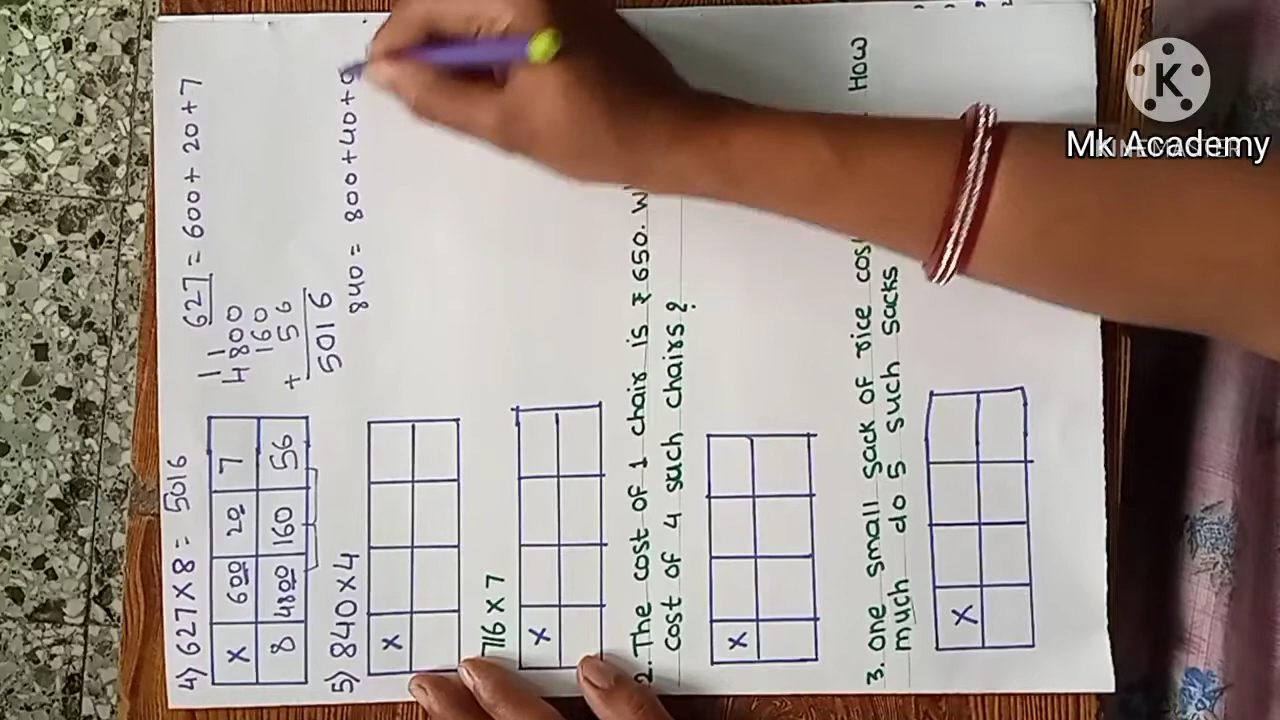 4) 627 X 8 = 5016
627 = 600 + 20 + 7
X 600 20 7
8 4800 160 56
1 1
4800
160
+ 56
5016
5) 840 X 4
840 = 800 + 40 +
X
716 X 7
X
2. The cost of 1 chair is ₹ 650.
cost of 4 such chairs?
X
3. One small sack of rice How
much do 5 such sacks
X
K
Mk Academy
KINEMASTER